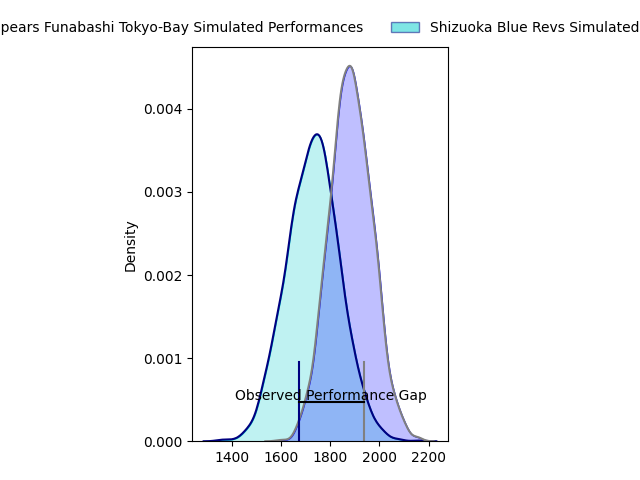 pears Funabashi Tokyo-Bay Simulated Performances
Shizuoka Blue Revs Simulated
0.004
0.003
0.002
0.001
0.000
Density
Observed Performance Gap
1400 1600 1800 2000 2200